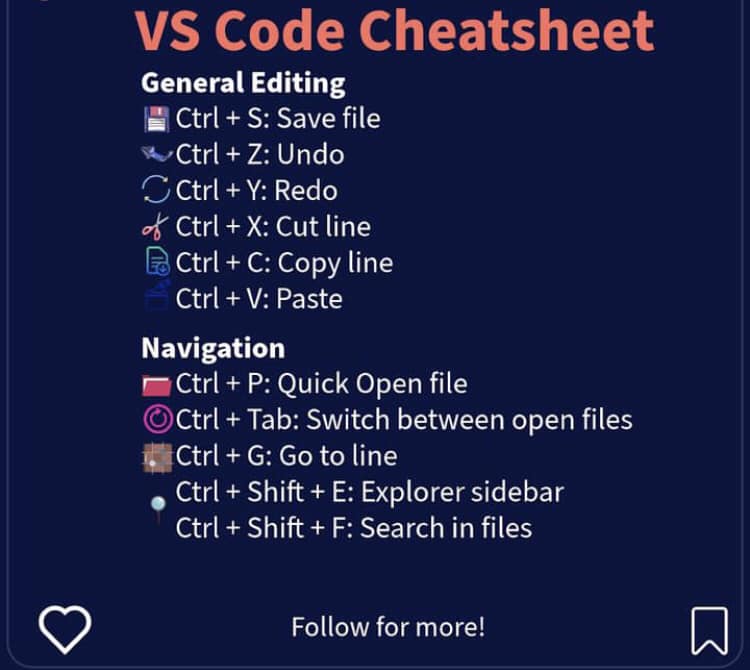 VS Code Cheatsheet
General Editing
Ctrl + S: Save file
Ctrl + Z: Undo
Ctrl + Y: Redo
Ctrl + X: Cut line
Ctrl + C: Copy line
Ctrl + V: Paste
Navigation
Ctrl + P: Quick Open file
Ctrl + Tab: Switch between open files
Ctrl + G: Go to line
Ctrl + Shift + E: Explorer sidebar
Ctrl + Shift + F: Search in files
Follow for more!